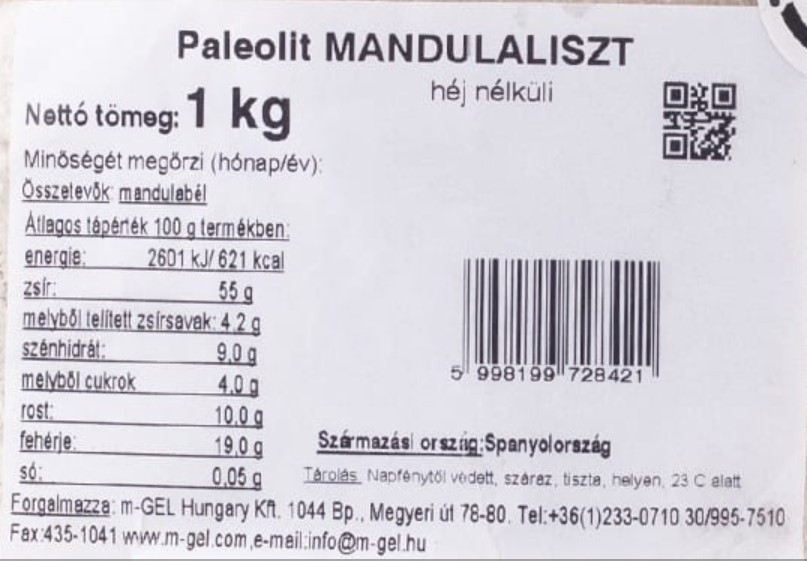 Paleolit MANDULALISZT
héj nélküli
Nettó tömeg: 1 kg
Minőségét megőrzi (hónap/év):
Összetevők: mandulabél
Átlagos tápérték 100 g termékben:
energia: 2601 kJ/ 621 kcal
zsír: 55 g
melyből telített zsírsavak: 4,2 g
szénhidrát: 9,0 g
melyből cukrok 4,0 g
rost: 10,0 g
fehérje: 19,0 g
só: 0,05 g
5 998199 728421
Származási ország:Spanyolország
Tárolás: Napfénytől védett, száraz, tiszta, helyen, 23 C alatt
Forgalmazza: m-GEL Hungary Kft. 1044 Bp., Megyeri út 78-80. Tel:+36(1)233-0710 30/995-7510
Fax:435-1041 www.m-gel.com,e-mail:info@m-gel.hu